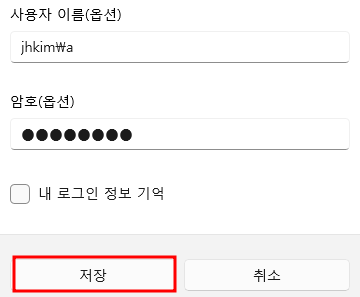 사용자 이름(옵션)
jhkim₩a
암호(옵션)
●●●●●●●●
내 로그인 정보 기억
저장
취소